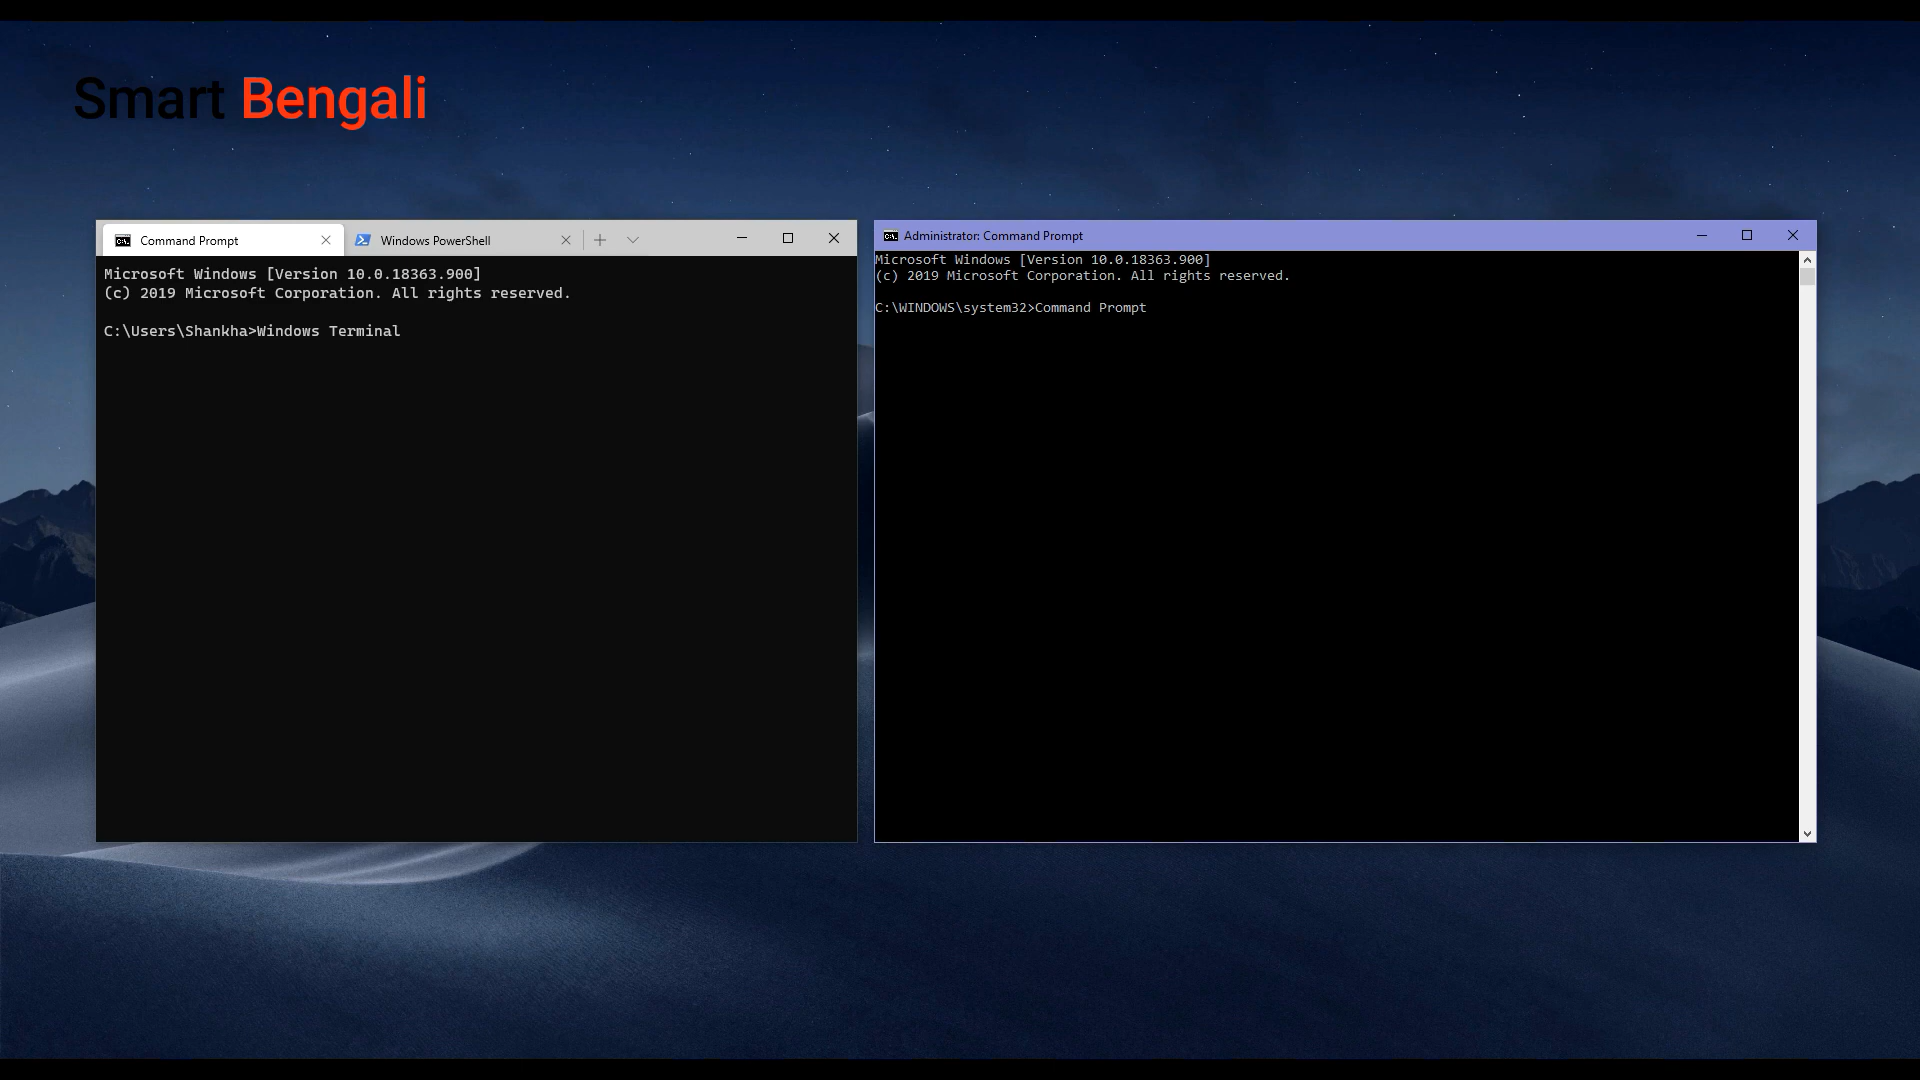 Smart Bengali
Command Prompt
Windows PowerShell
Microsoft Windows [Version 10.0.18363.900]
(c) 2019 Microsoft Corporation. All rights reserved.
C:\Users\Shankha>Windows Terminal
Administrator: Command Prompt
Microsoft Windows [Version 10.0.18363.900]
(c) 2019 Microsoft Corporation. All rights reserved.
C:\WINDOWS\system32>Command Prompt